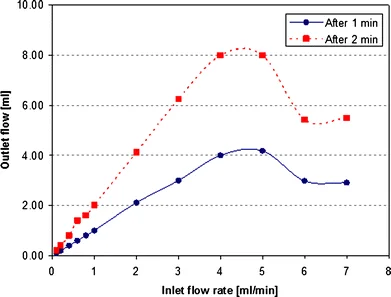 10.00
8.00
6.00
4.00
2.00
0.00
Outlet flow [ml]
After 1 min
After 2 min
0 1 2 3 4 5 6 7 8
Inlet flow rate [ml/min]